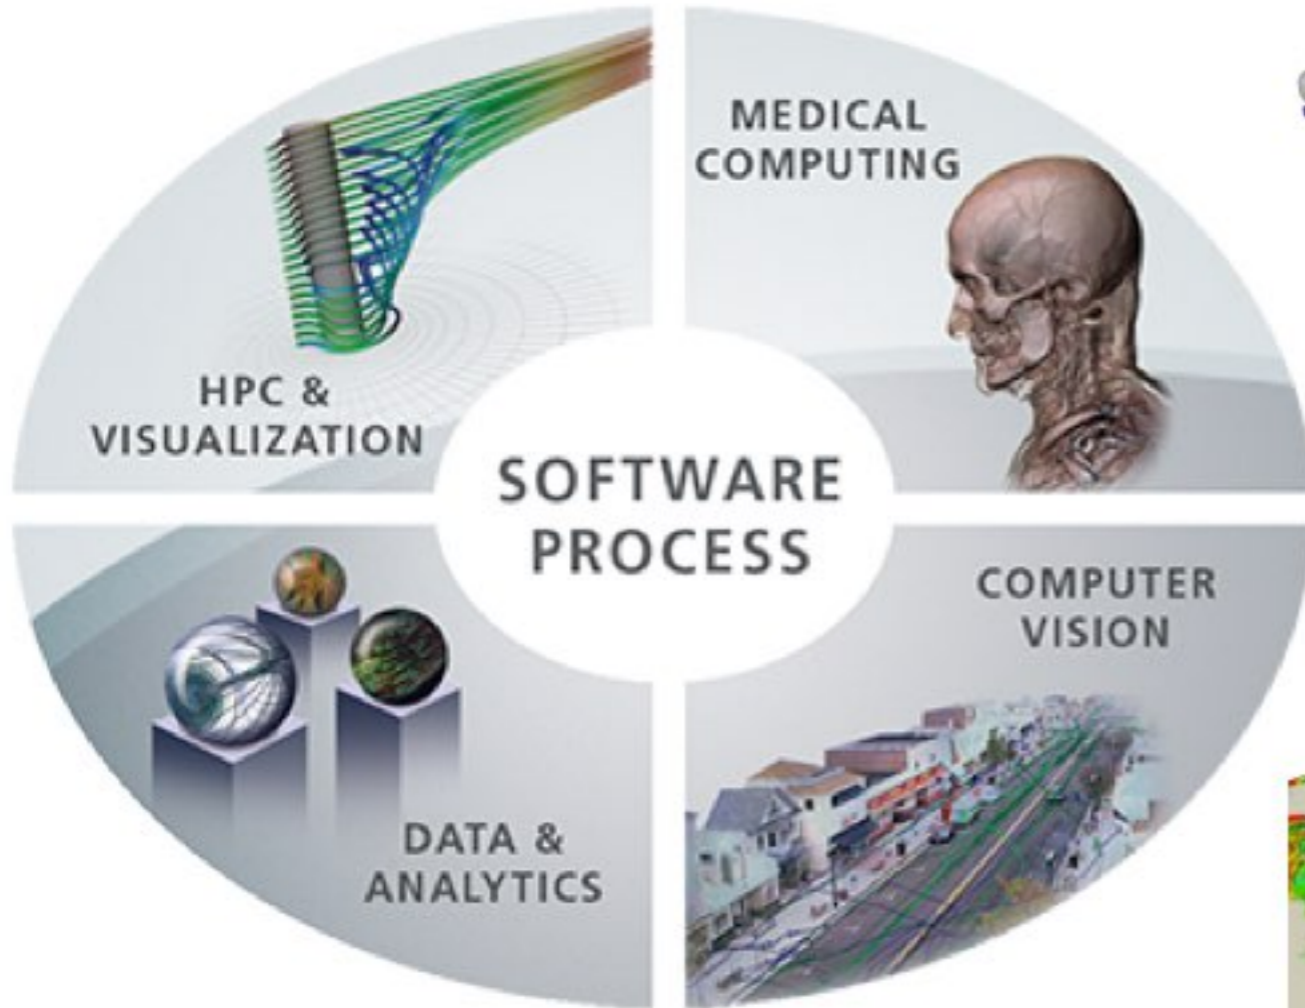 MEDICAL
COMPUTING
HPC &
VISUALIZATION
SOFTWARE
PROCESS
COMPUTER
VISION
DATA &
ANALYTICS